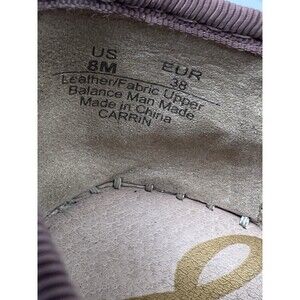 US EUR
8M 38
Leather/Fabric Upper
Balance Man Made
Made in China
CARRIN